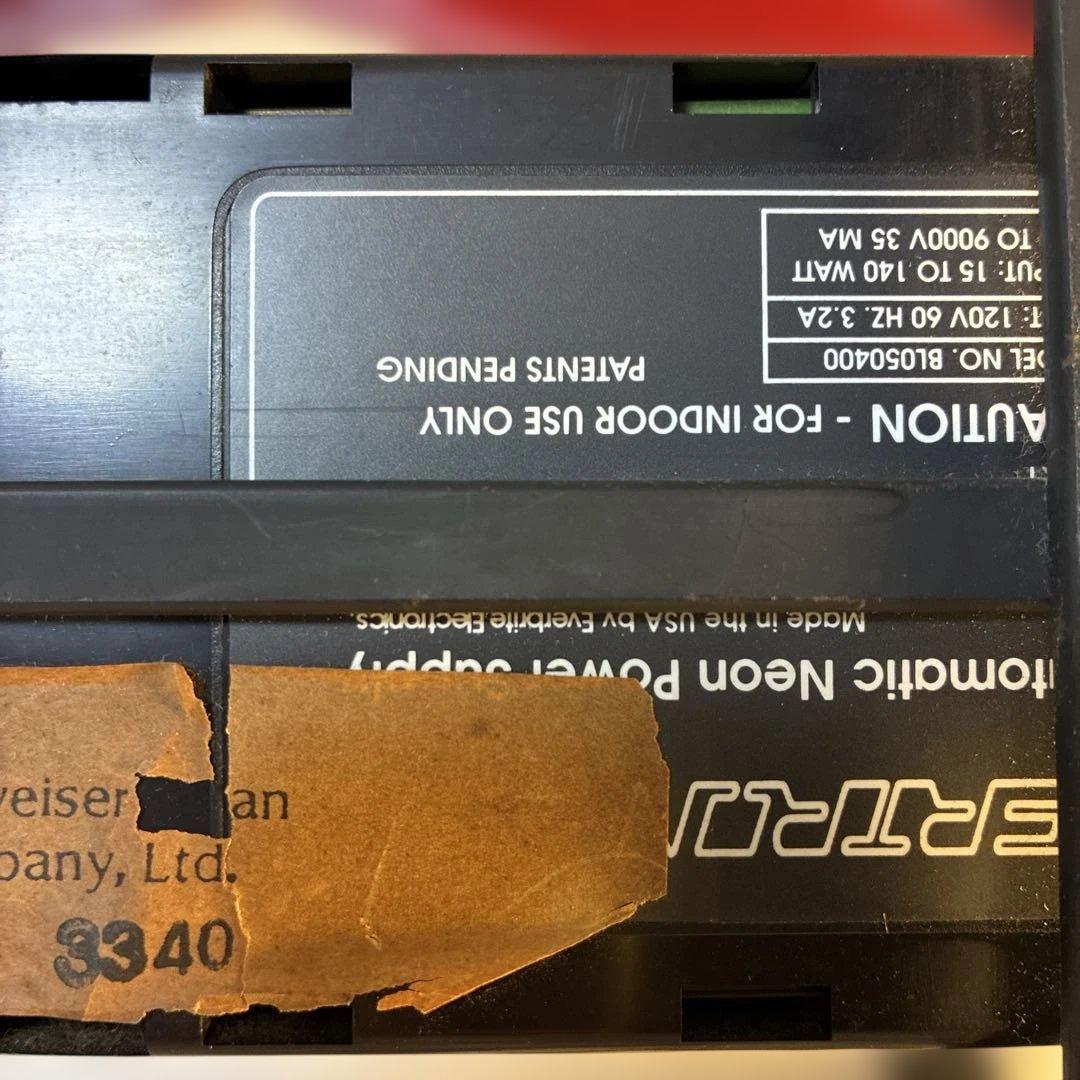 tomatic Neon Power Supply
Made in the USA by Everbrite Electronics.
AUTION - FOR INDOOR USE ONLY
PATENTS PENDING
DEL NO. BL050400
T: 120V 60 HZ. 3.2A
PUT: 15 TO 140 WATT
TO 9000V 35 MA
weiser an
pany, Ltd.
3340